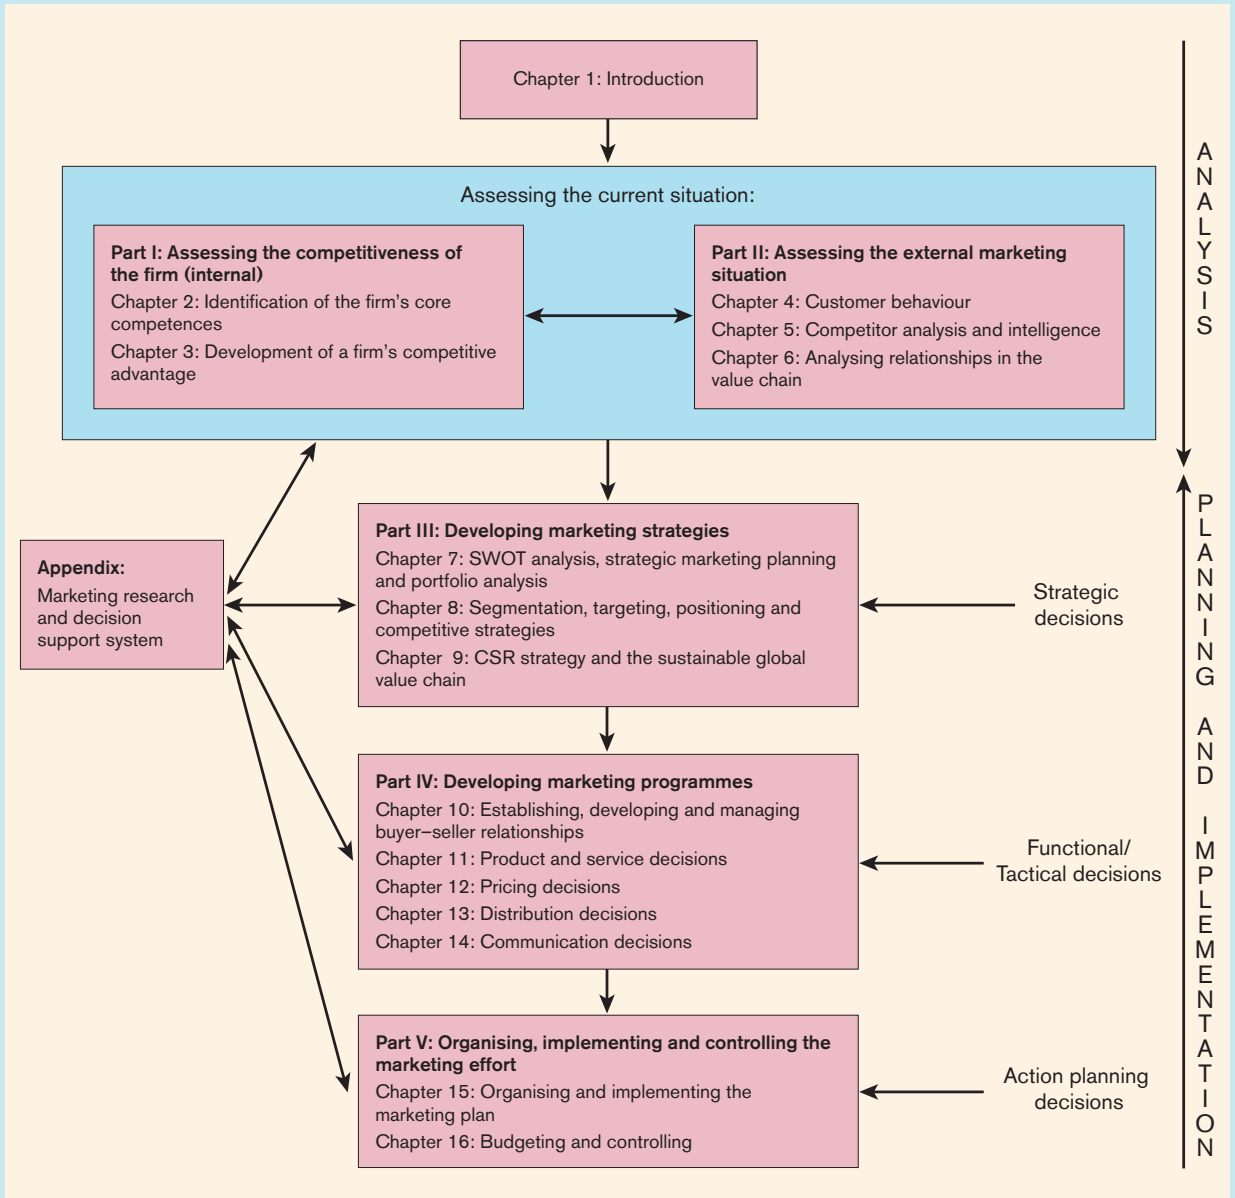 Chapter 1: Introduction
Assessing the current situation:
Part I: Assessing the competitiveness of
the firm (internal)
Chapter 2: Identification of the firm's core
competences
Chapter 3: Development of a firm's competitive
advantage
Part II: Assessing the external marketing
situation
Chapter 4: Customer behaviour
Chapter 5: Competitor analysis and intelligence
Chapter 6: Analysing relationships in the
value chain
ANALYSIS
Appendix:
Marketing research
and decision
support system
Part III: Developing marketing strategies
Chapter 7: SWOT analysis, strategic marketing planning
and portfolio analysis
Chapter 8: Segmentation, targeting, positioning and
competitive strategies
Chapter  9: CSR strategy and the sustainable global
value chain
Strategic
decisions
Part IV: Developing marketing programmes
Chapter 10: Establishing, developing and managing
buyer–seller relationships
Chapter 11: Product and service decisions
Chapter 12: Pricing decisions
Chapter 13: Distribution decisions
Chapter 14: Communication decisions
Functional/
Tactical decisions
Part V: Organising, implementing and controlling the
marketing effort
Chapter 15: Organising and implementing the
marketing plan
Chapter 16: Budgeting and controlling
Action planning
decisions
PLANNING AND IMPLEMENTATION